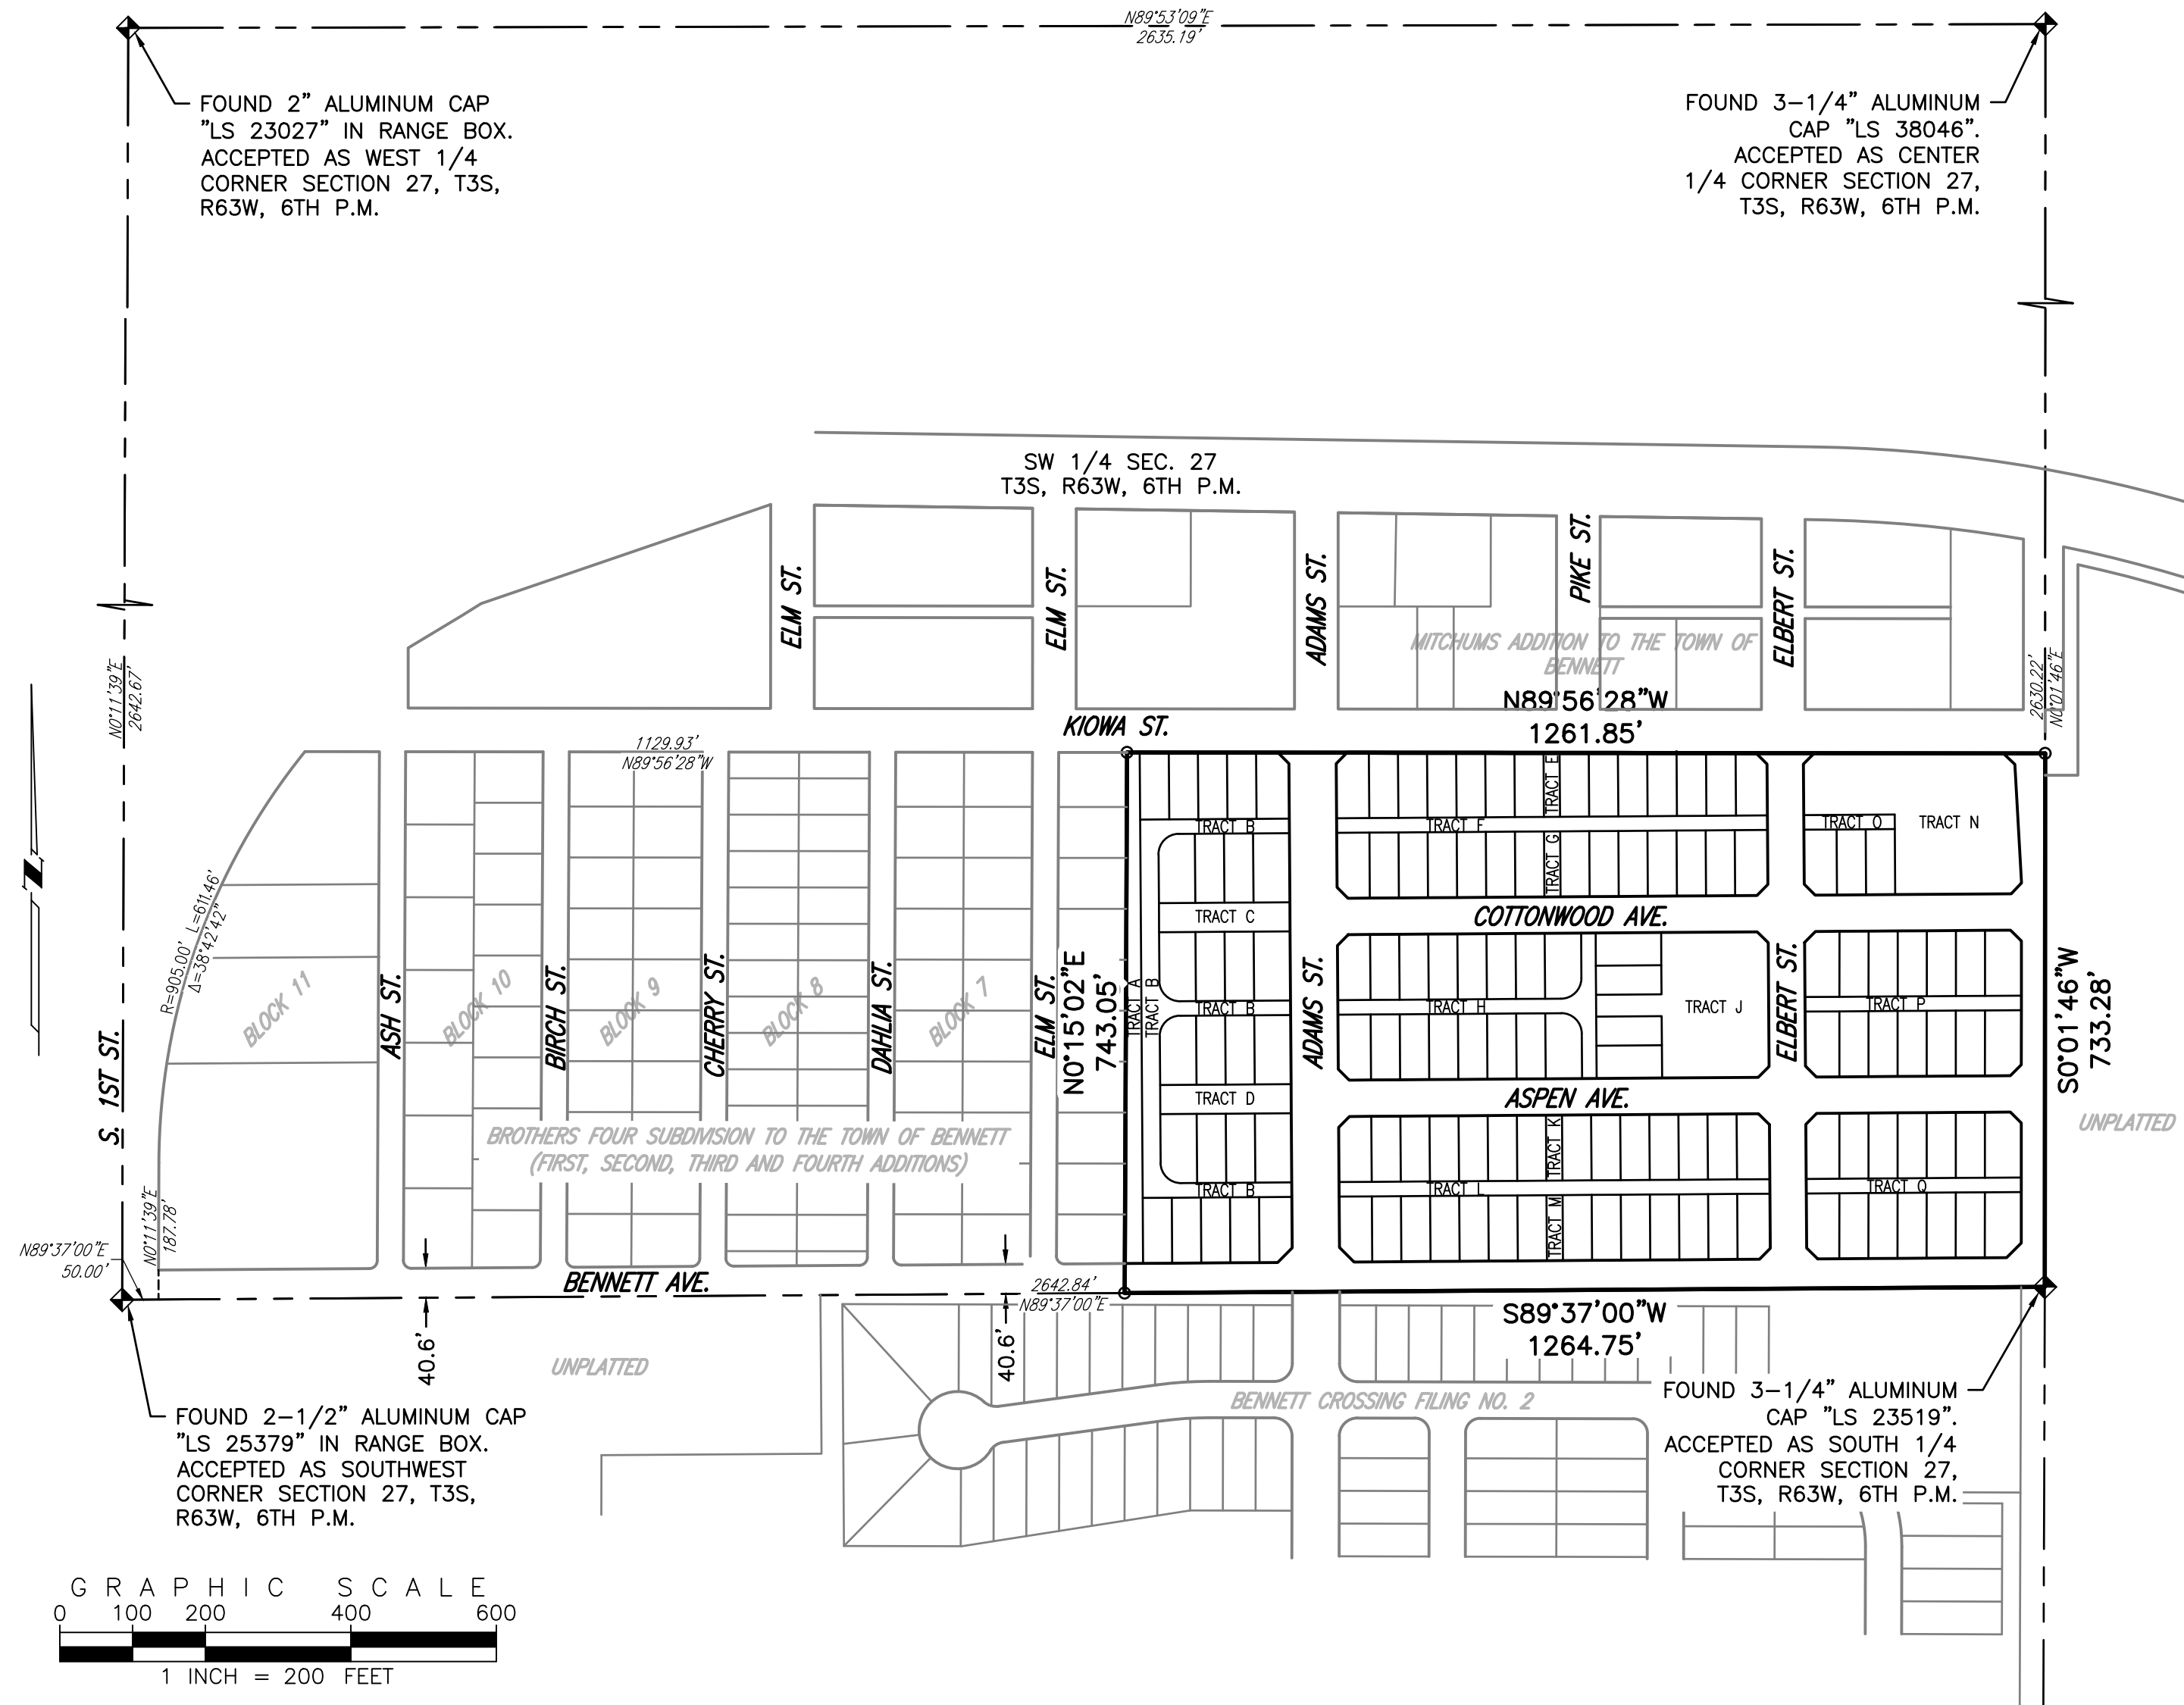 N89°53'09"E
2635.19'
FOUND 2" ALUMINUM CAP
"LS 23027" IN RANGE BOX.
ACCEPTED AS WEST 1/4
CORNER SECTION 27, T3S,
R63W, 6TH P.M.
FOUND 3-1/4" ALUMINUM
CAP "LS 38046".
ACCEPTED AS CENTER
1/4 CORNER SECTION 27,
T3S, R63W, 6TH P.M.
SW 1/4 SEC. 27
T3S, R63W, 6TH P.M.
ELM ST.
ELM ST.
ADAMS ST.
PIKE ST.
ELBERT ST.
MITCHUMS ADDITION TO THE TOWN OF
BENNETT
N0°11'39"E
2642.67'
2630.22'
N0°01'46"E
N89°56'28"W
1261.85'
KIOWA ST.
1129.93'
N89°56'28"W
TRACT E
TRACT B
TRACT F
TRACT G
TRACT O
TRACT N
R=905.00' L=611.46'
Δ=38°42'42"
TRACT C
COTTONWOOD AVE.
BLOCK 11
ASH ST.
BLOCK 10
BIRCH ST.
BLOCK 9
CHERRY ST.
BLOCK 8
DAHLIA ST.
BLOCK 7
ELM ST.
N0°15'02"E
743.05'
TRACT A
TRACT B
TRACT B
ADAMS ST.
TRACT H
TRACT J
ELBERT ST.
TRACT P
S0°01'46"W
733.28'
S. 1ST ST.
TRACT D
ASPEN AVE.
UNPLATTED
BROTHERS FOUR SUBDIVISION TO THE TOWN OF BENNETT
(FIRST, SECOND, THIRD AND FOURTH ADDITIONS)
TRACT K
TRACT B
TRACT L
TRACT M
TRACT Q
N0°11'39"E
187.78'
N89°37'00"E
50.00'
BENNETT AVE.
2642.84'
N89°37'00"E
S89°37'00"W
1264.75'
40.6'
40.6'
UNPLATTED
BENNETT CROSSING FILING NO. 2
FOUND 3-1/4" ALUMINUM
CAP "LS 23519".
ACCEPTED AS SOUTH 1/4
CORNER SECTION 27,
T3S, R63W, 6TH P.M.
FOUND 2-1/2" ALUMINUM CAP
"LS 25379" IN RANGE BOX.
ACCEPTED AS SOUTHWEST
CORNER SECTION 27, T3S,
R63W, 6TH P.M.
GRAPHIC SCALE
0 100 200 400 600
1 INCH = 200 FEET